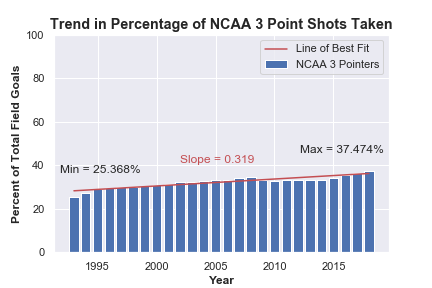 Trend in Percentage of NCAA 3 Point Shots Taken
100
80
60
40
20
0
Percent of Total Field Goals
Line of Best Fit
NCAA 3 Pointers
Max = 37.474%
Slope = 0.319
Min = 25.368%
1995 2000 2005 2010 2015
Year